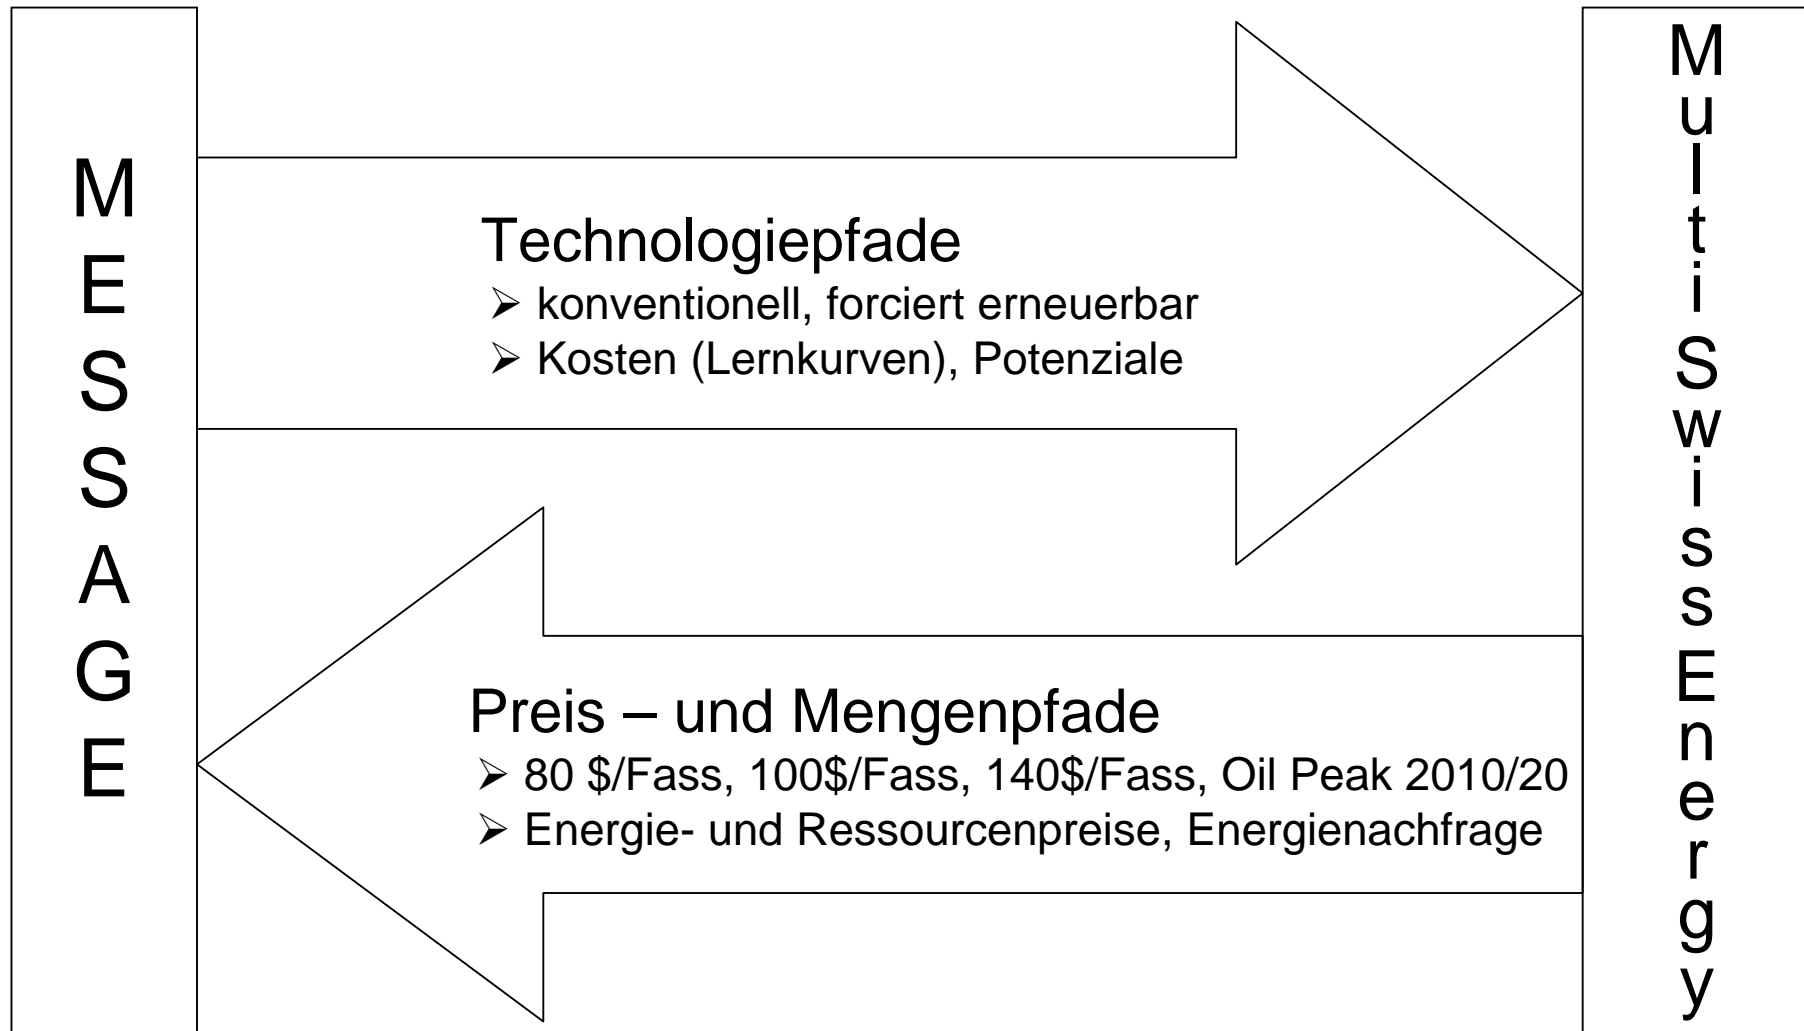 MESSAGE
Technologiepfade
➢ konventionell, forciert erneuerbar
➢ Kosten (Lernkurven), Potenziale
Preis – und Mengenpfade
➢ 80 $/Fass, 100$/Fass, 140$/Fass, Oil Peak 2010/20
➢ Energie- und Ressourcenpreise, Energienachfrage
MultiSwissEnergy